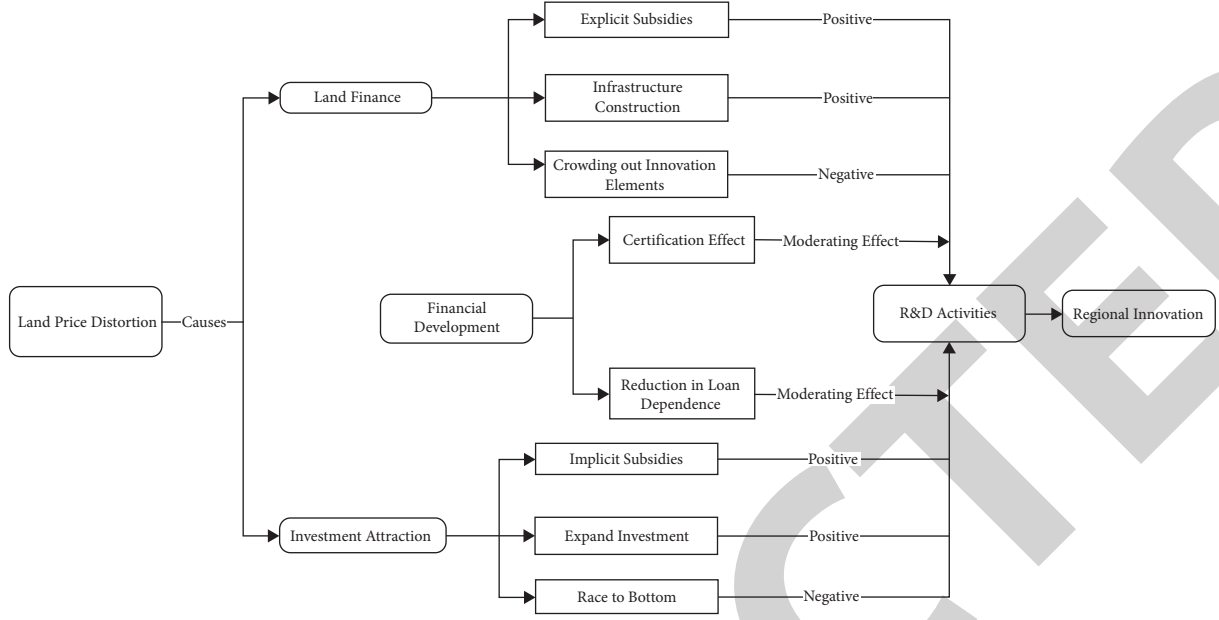 Explicit Subsidies
Positive
Land Finance
Infrastructure
Construction
Positive
Crowding out Innovation
Elements
Negative
Certification Effect
Moderating Effect
Land Price Distortion
Causes
Financial
Development
R&D Activities
Regional Innovation
Reduction in Loan
Dependence
Moderating Effect
Implicit Subsidies
Positive
Investment Attraction
Expand Investment
Positive
Race to Bottom
Negative
CTED